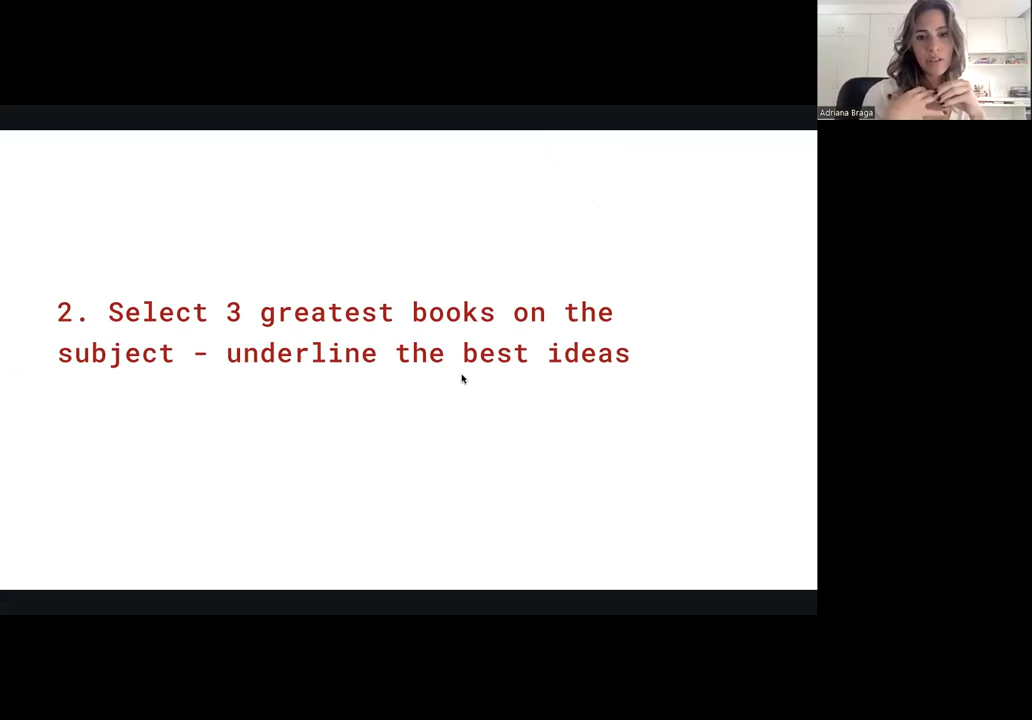 Adriana Braga
2. Select 3 greatest books on the
subject - underline the best ideas